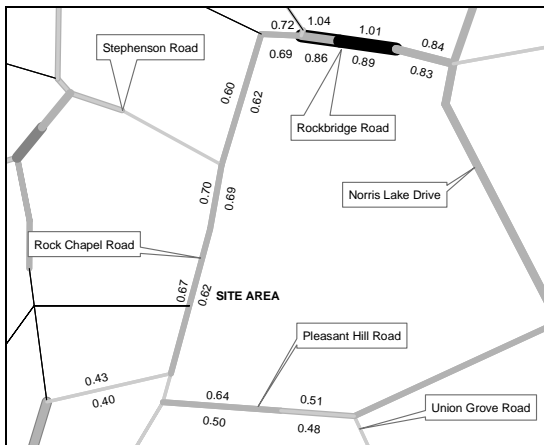 0.72 1.04
1.01
0.84
Stephenson Road
0.69 0.86 0.89 0.83
0.60
0.62
Rockbridge Road
0.70
0.69
Norris Lake Drive
Rock Chapel Road
0.67
0.62
SITE AREA
Pleasant Hill Road
0.43
0.40
0.64
0.51
0.50
0.48
Union Grove Road